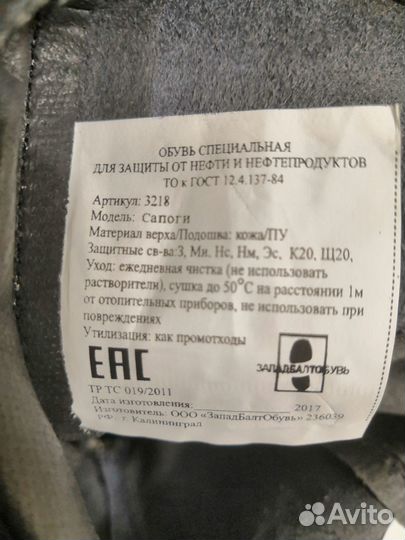 ОБУВЬ СПЕЦИАЛЬНАЯ
ДЛЯ ЗАЩИТЫ ОТ НЕФТИ И НЕФТЕПРОДУКТОВ
ТО к ГОСТ 12.4.137-84
Артикул: 3218
Модель: Сапоги
Материал верха/Подошва: кожа/ПУ
Защитные св-ва:З, Ми, Нс, Нм, Эс, К20, Щ20,
Уход: ежедневная чистка (не использовать
растворители), сушка до 50°С на расстоянии 1м
от отопительных приборов, не использовать при
повреждениях
Утилизация: как промотходы
ЕАС
ЗАПАДБАЛТОБУВЬ
ТР ТС 019/2011
Дата изготовления: 2017
Изготовитель: ООО «ЗападБалтОбувь» 236039
РФ г. Калининград
Avito